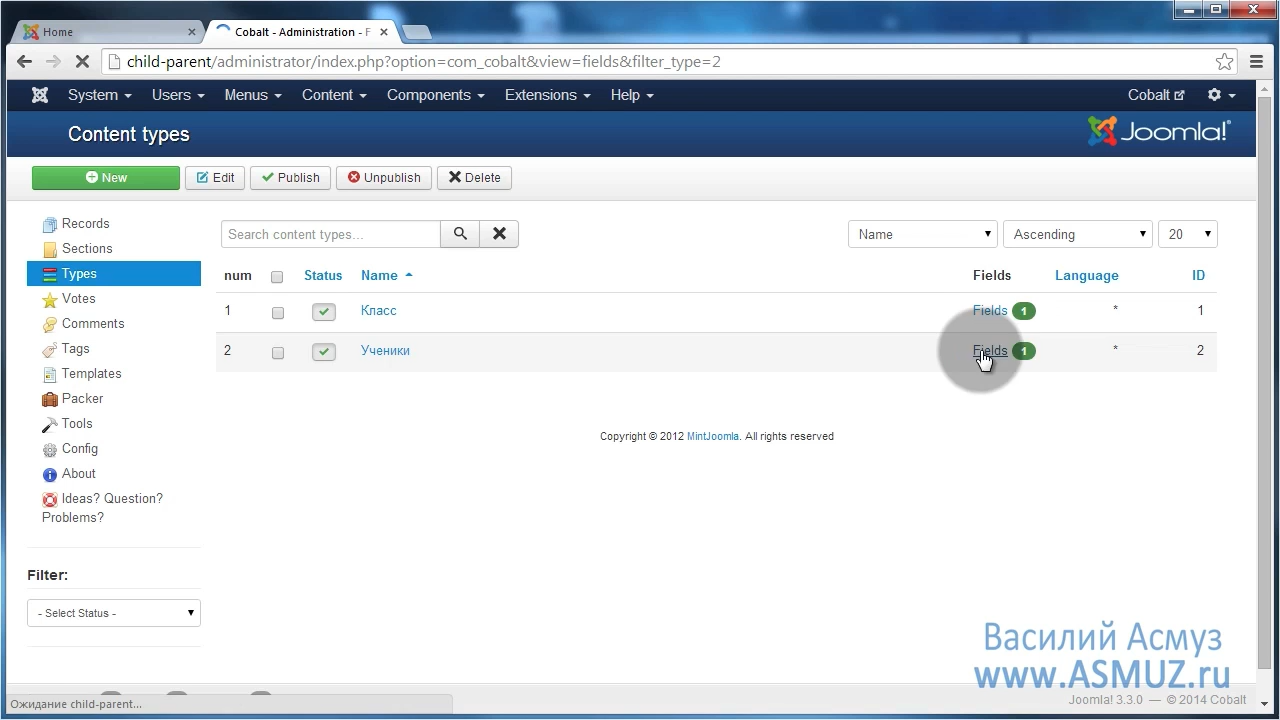 Home
Cobalt - Administration - F
child-parent/administrator/index.php?option=com_cobalt&view=fields&filter_type=2
System Users Menus Content Components Extensions Help Cobalt
Content types
Joomla!®
New Edit Publish Unpublish Delete
Records
Sections
Types
Votes
Comments
Tags
Templates
Packer
Tools
Config
About
Ideas? Question?
Problems?
Filter:
- Select Status -
Search content types...
Name Ascending 20
num Status Name Fields Language ID
1 Класс Fields 1 * 1
2 Ученики Fields 1 * 2
Copyright © 2012 MintJoomla. All rights reserved
Василий Асмуз
www.ASMUZ.ru
Joomla! 3.3.0 — © 2014 Cobalt
Ожидание child-parent...